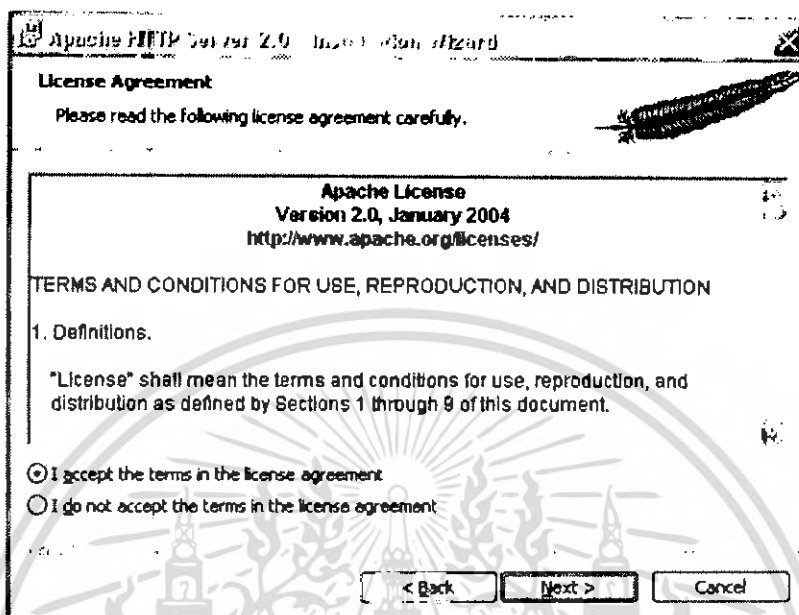 Apache HTTP Server 2.0 Wizard
License Agreement
Please read the following license agreement carefully.
Apache License
Version 2.0, January 2004
http://www.apache.org/licenses/
TERMS AND CONDITIONS FOR USE, REPRODUCTION, AND DISTRIBUTION
1. Definitions.
"License" shall mean the terms and conditions for use, reproduction, and
distribution as defined by Sections 1 through 9 of this document.
I accept the terms in the license agreement
I do not accept the terms in the license agreement
< Back
Next >
Cancel